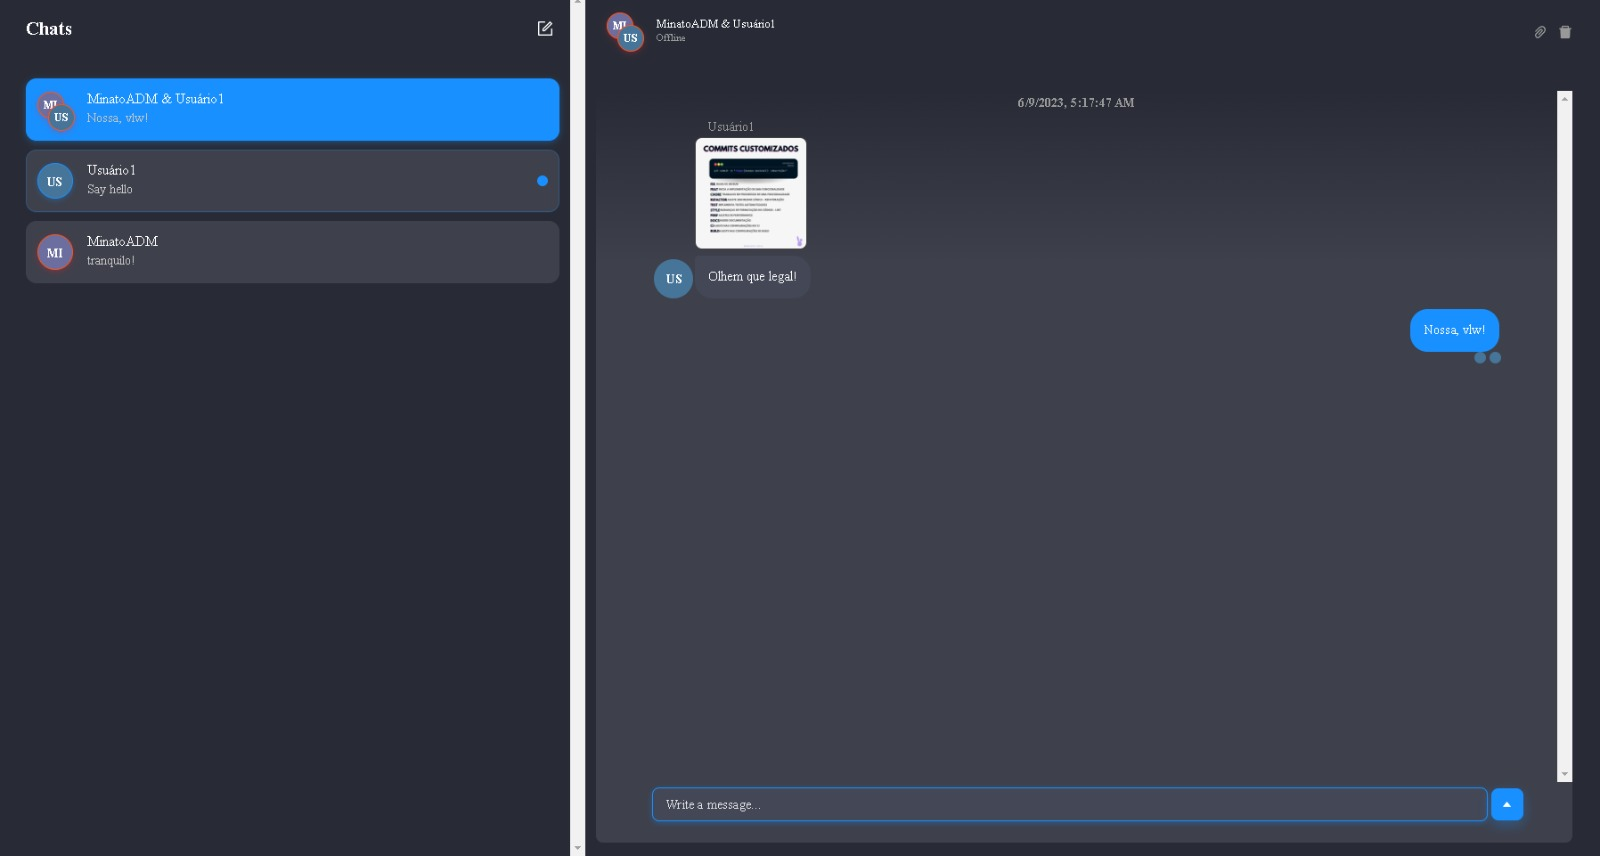 Chats
MI
US
MinatoADM & Usuário1
Nossa, vlw!
US
Usuário1
Say hello
MI
MinatoADM
tranquilo!
MI
US
MinatoADM & Usuário1
Offline
6/9/2023, 5:17:47 AM
Usuário1
COMMITS CUSTOMIZADOS
US
Olhem que legal!
Nossa, vlw!
Write a message...